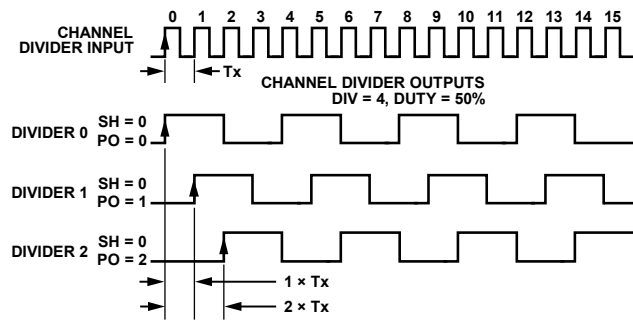 0 1 2 3 4 5 6 7 8 9 10 11 12 13 14 15
CHANNEL
DIVIDER INPUT
Tx
CHANNEL DIVIDER OUTPUTS
DIV = 4, DUTY = 50%
DIVIDER 0
SH = 0
PO = 0
DIVIDER 1
SH = 0
PO = 1
DIVIDER 2
SH = 0
PO = 2
1 × Tx
2 × Tx